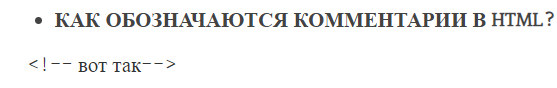 • КАК ОБОЗНАЧАЮТСЯ КОММЕНТАРИИ В HTML?
<!-- вот так-->